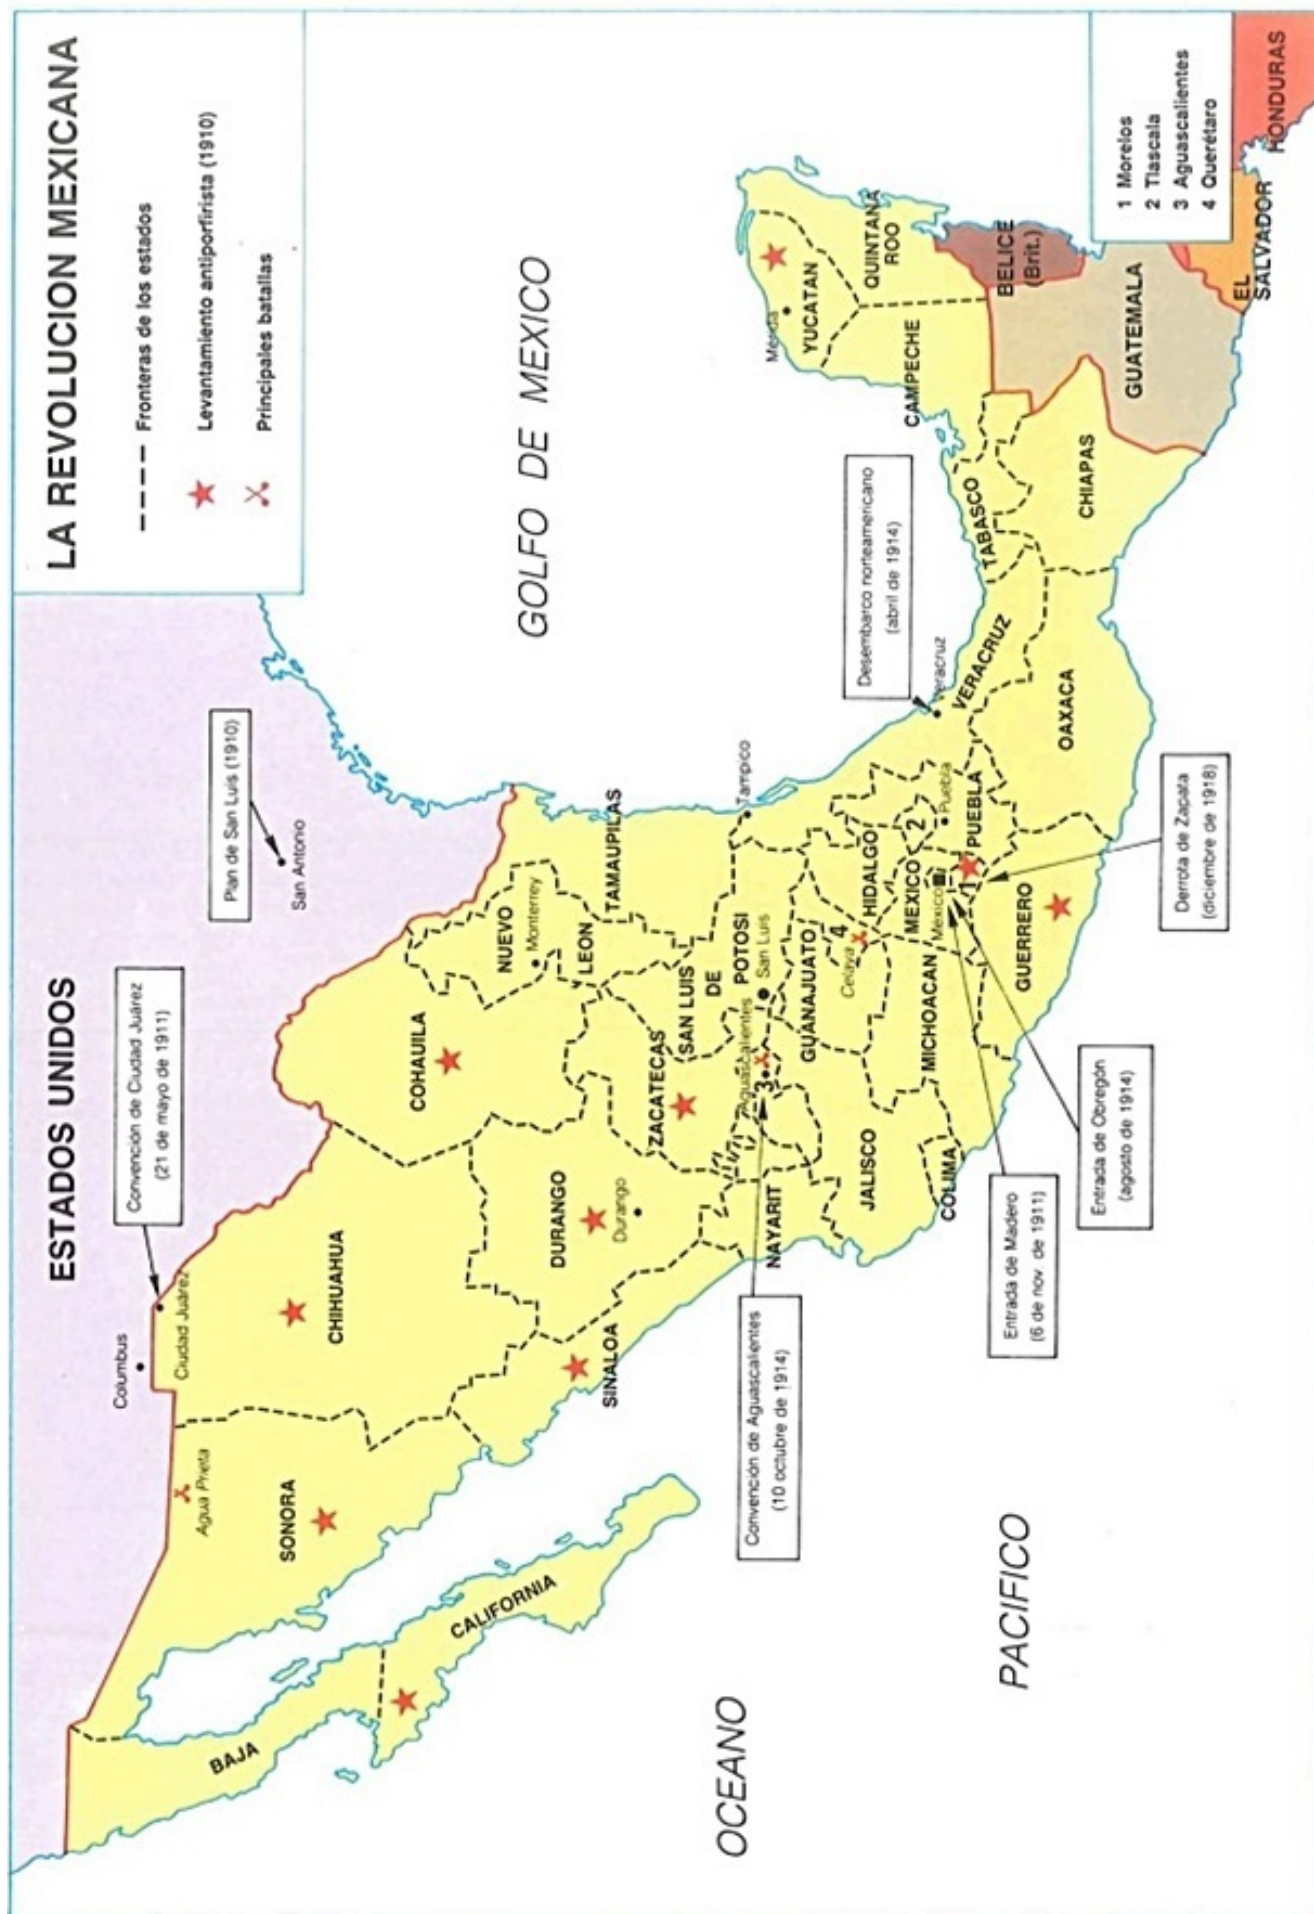 LA REVOLUCION MEXICANA
Fronteras de los estados
Levantamiento antiporfirista (1910)
Principales batallas
ESTADOS UNIDOS
Columbus
Convención de Ciudad Juárez
(21 de mayo de 1911)
Plan de San Luis (1910)
San Antonio
Ciudad Juárez
Agua Prieta
SONORA
CHIHUAHUA
COHAUILA
NUEVO
LEON
Monterrey
TAMAUPILAS
BAJA
CALIFORNIA
SINALOA
DURANGO
Durango
ZACATECAS
SAN LUIS
DE
POTOSI
San Luis
Tampico
GOLFO DE MEXICO
NAYARIT
Aguascalientes
3
GUANAJUATO
4
Celaya
HIDALGO
JALISCO
COLIMA
MICHOACAN
MEXICO
Mexico
1
2
Puebla
PUEBLA
Veracruz
VERACRUZ
Desembarco norteamericano
(abril de 1914)
GUERRERO
OAXACA
TABASCO
CHIAPAS
CAMPECHE
Mérida
YUCATAN
QUINTANA
ROO
BELICE
(Brit.)
GUATEMALA
EL
SALVADOR
HONDURAS
Convención de Aguascalientes
(10 octubre de 1914)
Entrada de Madero
(6 de nov. de 1911)
Entrada de Obregón
(agosto de 1914)
Derrota de Zapata
(diciembre de 1918)
OCEANO
PACIFICO
1 Morelos
2 Tlascala
3 Aguascalientes
4 Querétaro